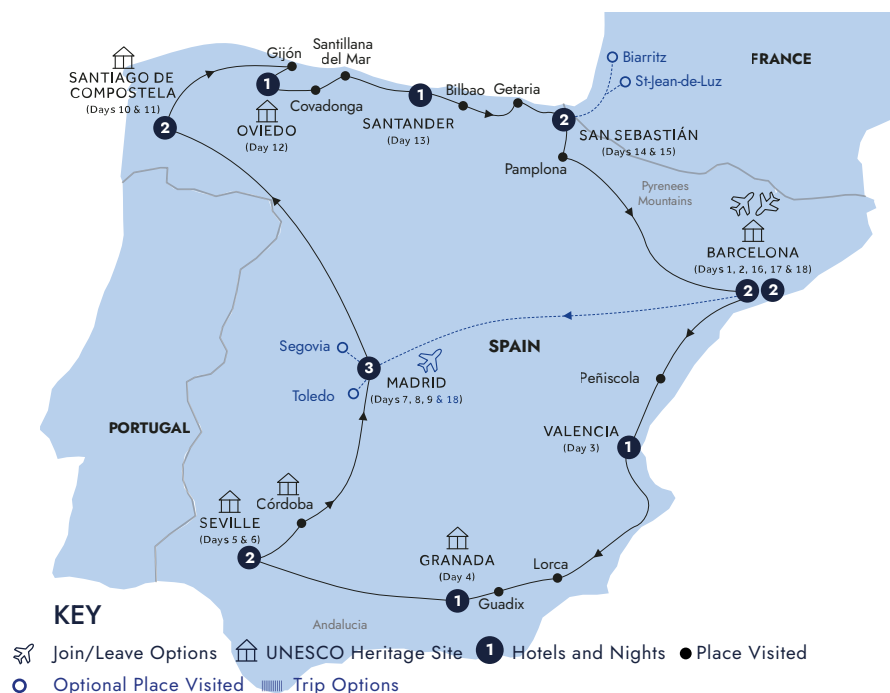 Gijón
Santillana
del Mar
SANTIAGO DE
COMPOSTELA
(Days 10 & 11)
2
1
OVIEDO
(Day 12)
Covadonga
1
SANTANDER
(Day 13)
Bilbao
Getaria
Biarritz
St-Jean-de-Luz
FRANCE
2
SAN SEBASTIÁN
(Days 14 & 15)
Pamplona
Pyrenees
Mountains
BARCELONA
(Days 1, 2, 16, 17 & 18)
2
2
Segovia
3
SPAIN
Toledo
MADRID
(Days 7, 8, 9 & 18)
Peñiscola
PORTUGAL
VALENCIA
(Day 3)
1
Córdoba
SEVILLE
(Days 5 & 6)
2
GRANADA
(Day 4)
1
Lorca
Guadix
Andalucia
KEY
Join/Leave Options UNESCO Heritage Site 1 Hotels and Nights Place Visited
Optional Place Visited Trip Options